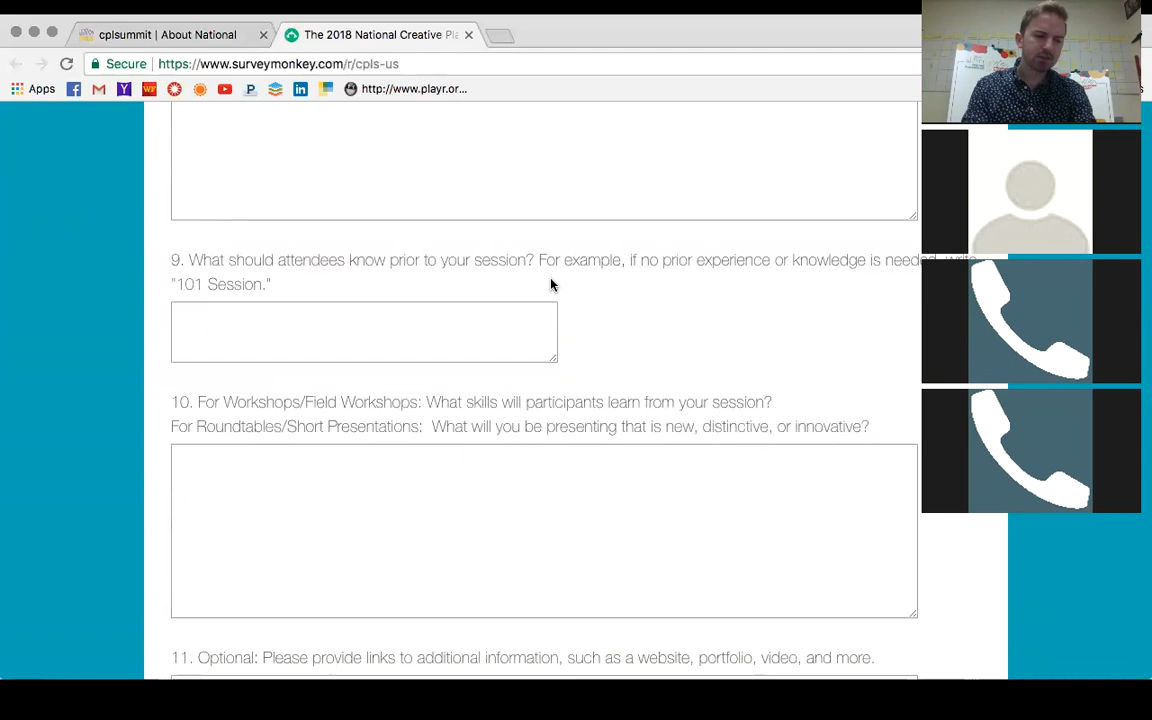 cplsummit | About National
The 2018 National Creative Pla
Secure
https://www.surveymonkey.com/r/cpls-us
Apps
http://www.playr.or...
9. What should attendees know prior to your session? For example, if no prior experience or knowledge is needed, write
"101 Session."
10. For Workshops/Field Workshops: What skills will participants learn from your session?
For Roundtables/Short Presentations: What will you be presenting that is new, distinctive, or innovative?
11. Optional: Please provide links to additional information, such as a website, portfolio, video, and more.